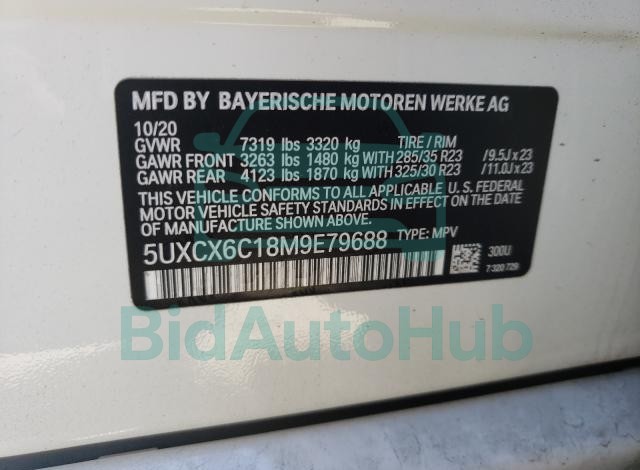 MFD BY BAYERISCHE MOTOREN WERKE AG
10/20
GVWR 7319 lbs 3320 kg TIRE / RIM
GAWR FRONT 3263 lbs 1480 kg WITH 285/35 R23 /9.5J x 23
GAWR REAR 4123 lbs 1870 kg WITH 325/30 R23 /11.0J x 23
THIS VEHICLE CONFORMS TO ALL APPLICABLE U. S. FEDERAL
MOTOR VEHICLE SAFETY STANDARDS IN EFFECT ON THE DATE
OF MANUFACTURE SHOWN ABOVE.
5UXCX6C18M9E79688 TYPE: MPV
300U
7 320 729
BidAutoHub